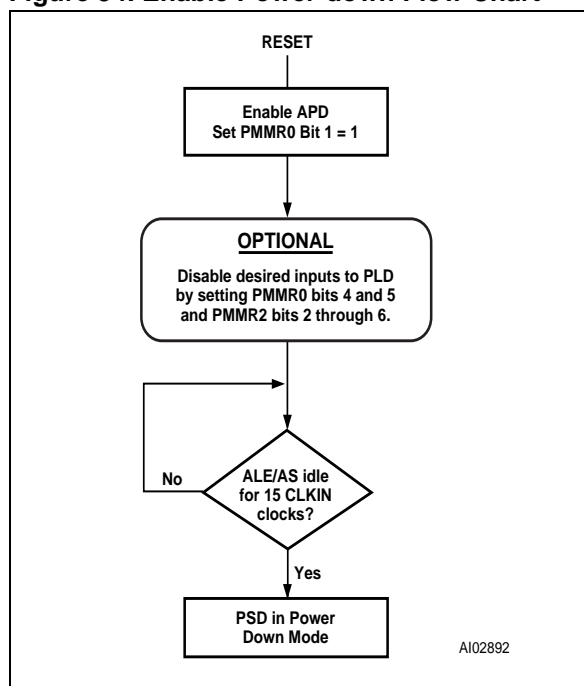 Figure Enable Power-down Flow Chart
RESET
Enable APD
Set PMMR0 Bit 1 = 1
OPTIONAL
Disable desired inputs to PLD
by setting PMMR0 bits 4 and 5
and PMMR2 bits 2 through 6.
No
ALE/AS idle
for 15 CLKIN
clocks?
Yes
PSD in Power
Down Mode
AI02892